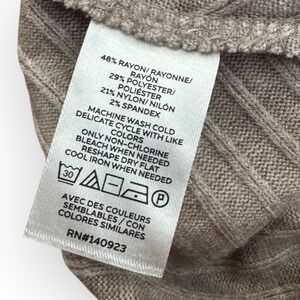 48% RAYON/ RAYONNE/
RAYÓN
29% POLYESTER/
POLIÉSTER
21% NYLON/ NILÓN
2% SPANDEX
MACHINE WASH COLD
DELICATE CYCLE WITH LIKE
COLORS
ONLY NON-CHLORINE
BLEACH WHEN NEEDED
RESHAPE DRY FLAT
COOL IRON WHEN NEEDED
30 P
AVEC DES COULEURS
SEMBLABLES / CON
COLORES SIMILARES
RN#140923